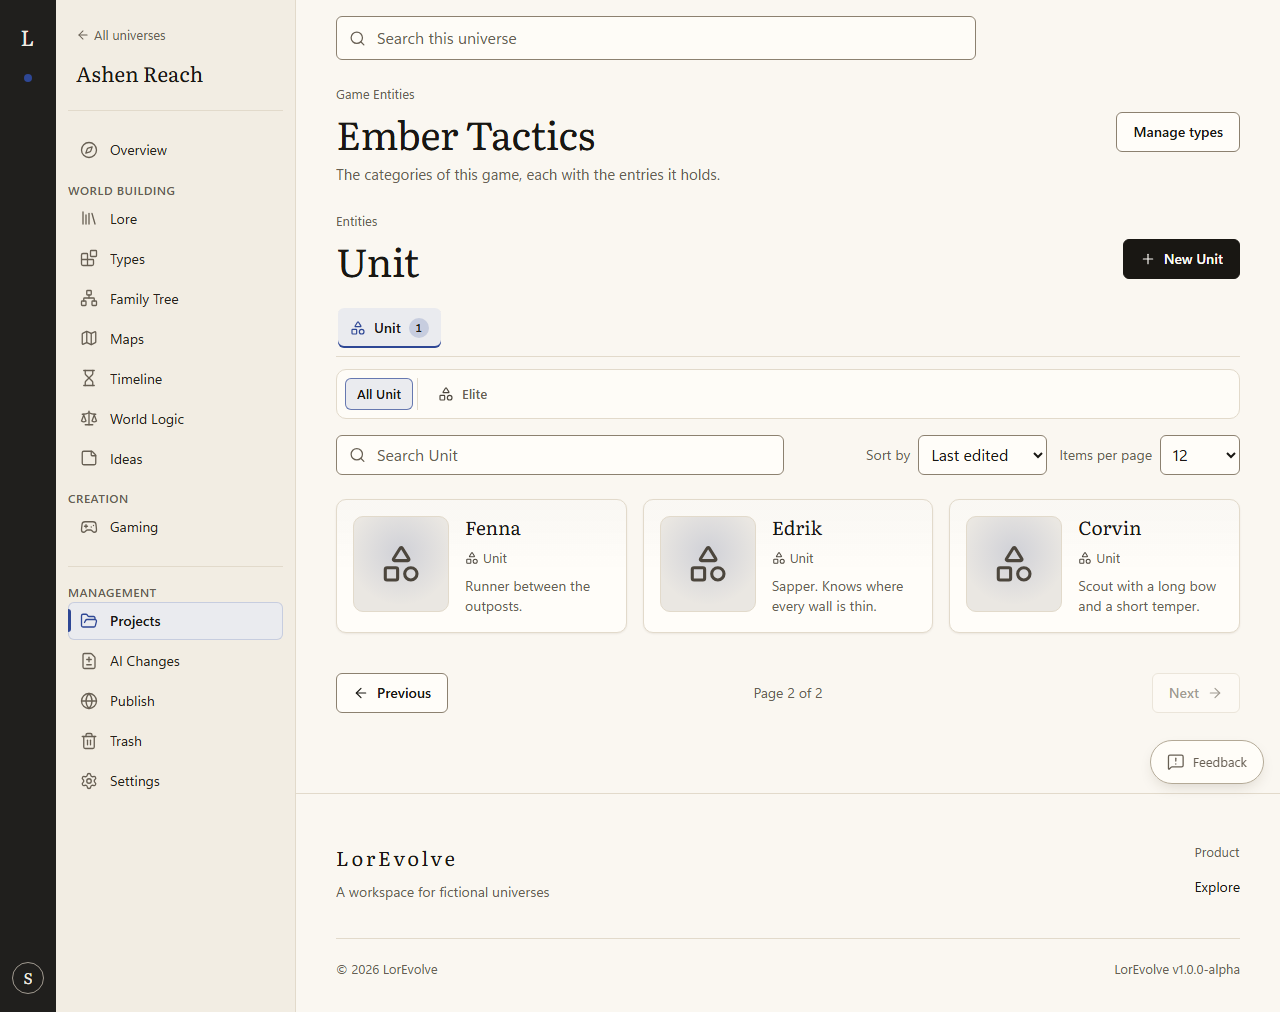 L
← All universes
Ashen Reach
Overview
WORLD BUILDING
Lore
Types
Family Tree
Maps
Timeline
World Logic
Ideas
CREATION
Gaming
MANAGEMENT
Projects
AI Changes
Publish
Trash
Settings
S
Search this universe
Game Entities
Ember Tactics
Manage types
The categories of this game, each with the entries it holds.
Entities
Unit
+ New Unit
Unit 1
All Unit
Elite
Search Unit
Sort by Last edited
Items per page 12
Fenna
Unit
Runner between the
outposts.
Edrik
Unit
Sapper. Knows where
every wall is thin.
Corvin
Unit
Scout with a long bow
and a short temper.
← Previous
Page 2 of 2
Next →
Feedback
LorEvolve
A workspace for fictional universes
Product
Explore
© 2026 LorEvolve
LorEvolve v1.0.0-alpha